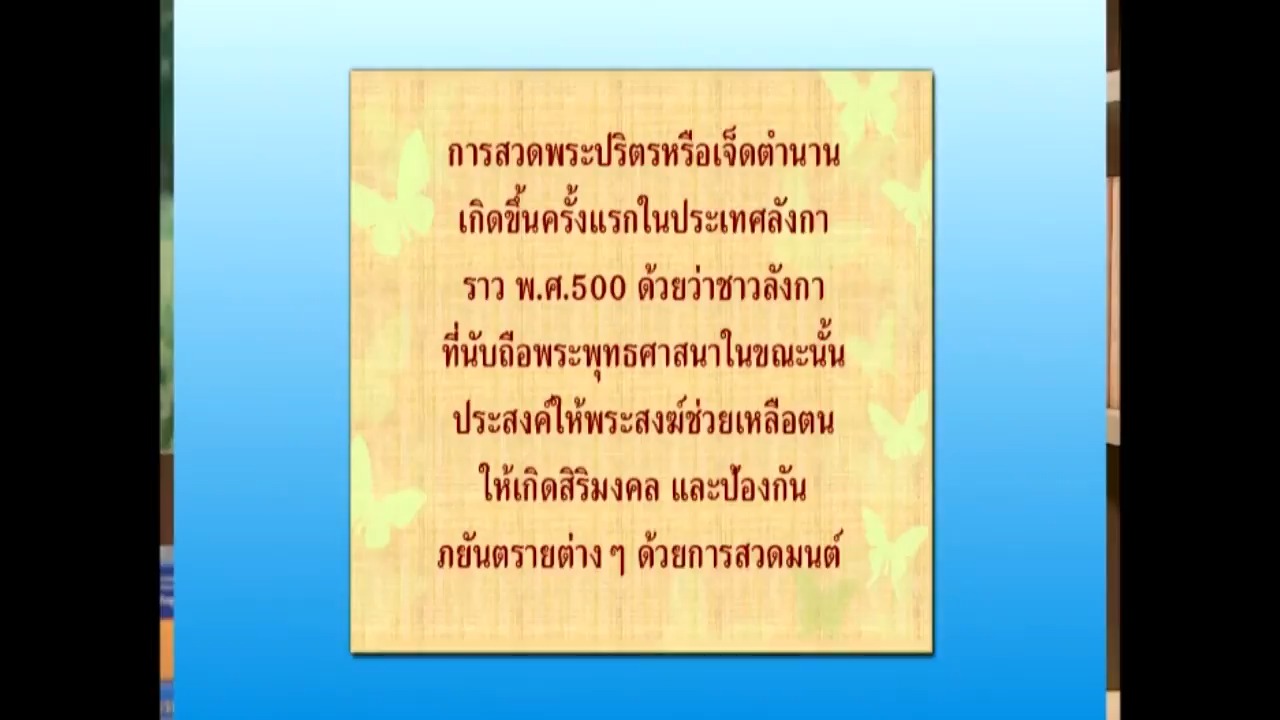 การสวดพระปริตรหรือเจ็ดตำนาน
เกิดขึ้นครั้งแรกในประเทศลังกา
ราว พ.ศ.500 ด้วยว่าชาวลังกา
ที่นับถือพระพุทธศาสนาในขณะนั้น
ประสงค์ให้พระสงฆ์ช่วยเหลือตน
ให้เกิดสิริมงคล และป้องกัน
ภยันตรายต่าง ๆ ด้วยการสวดมนต์